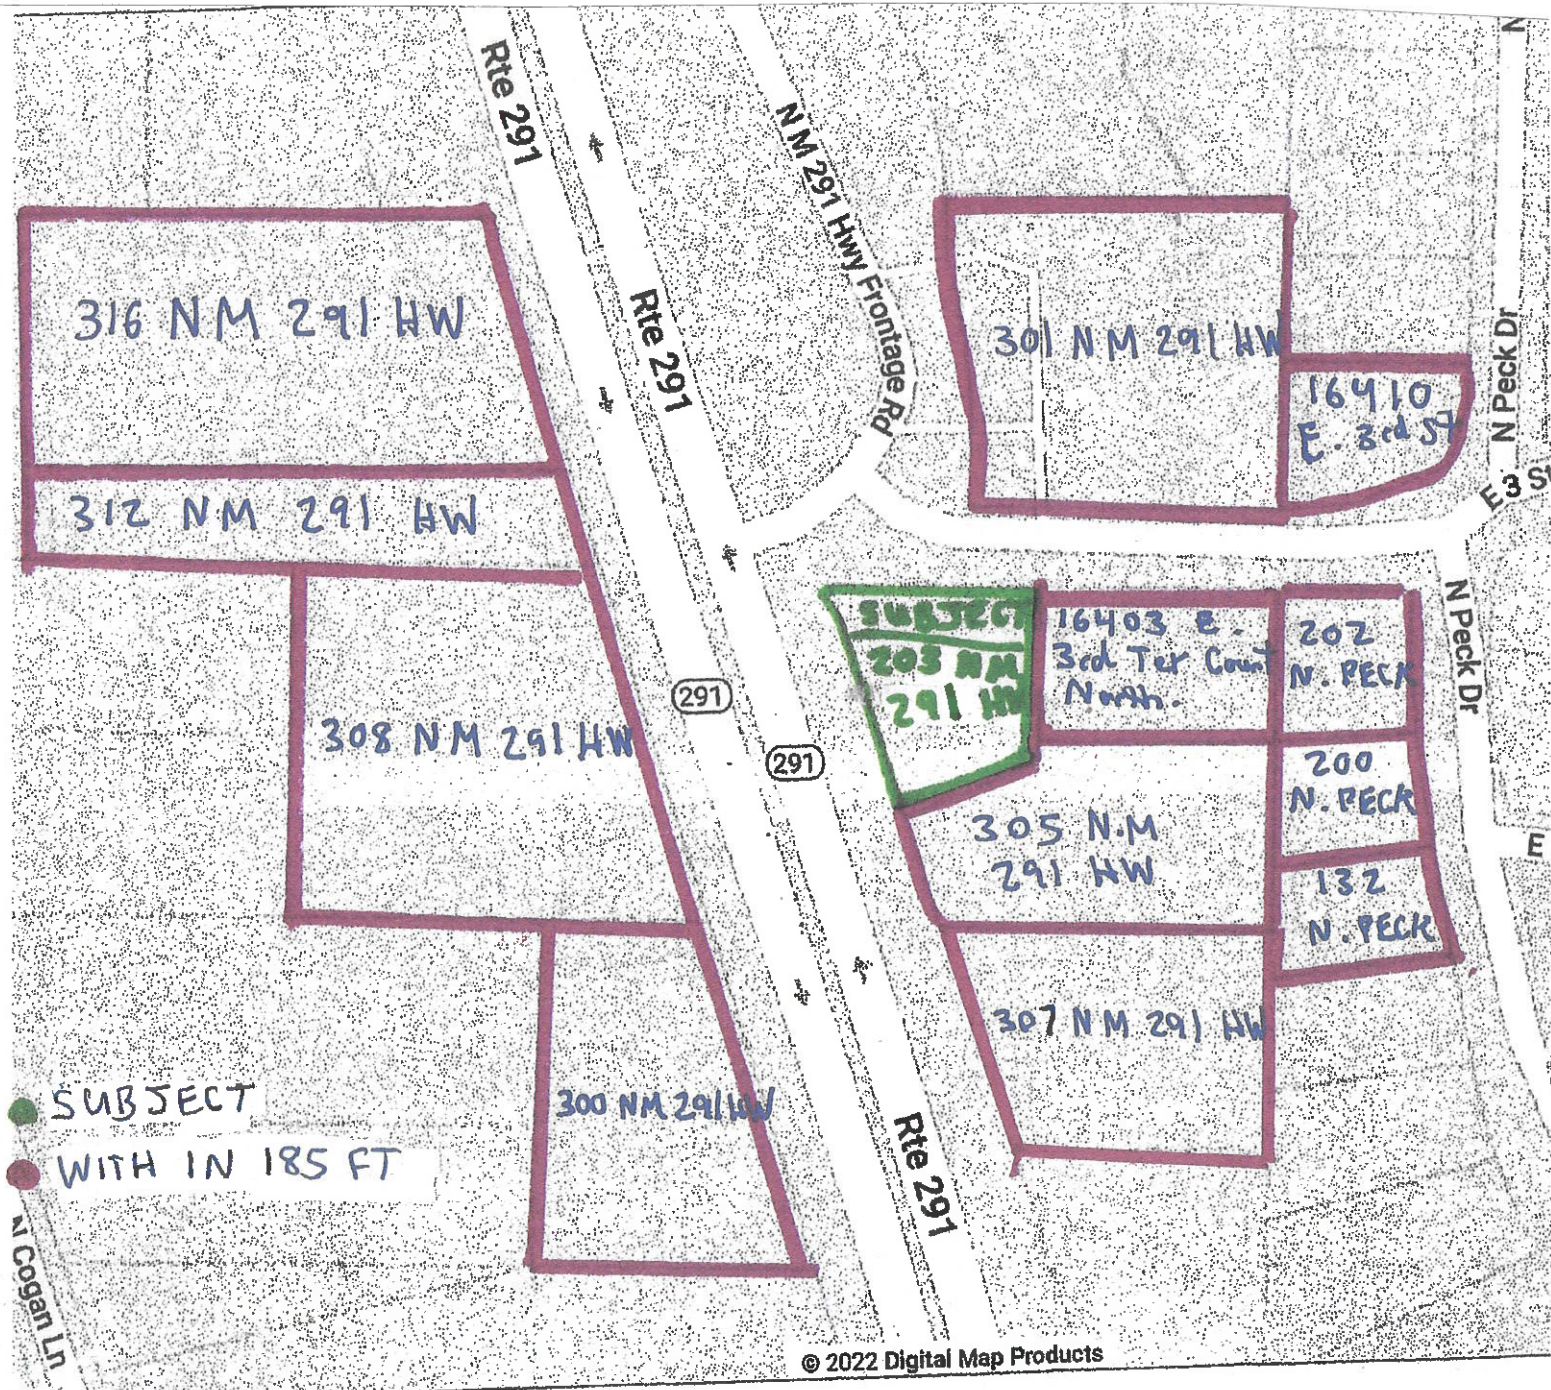 Rte 291
N M 291 Hwy Frontage Rd
N
316 NM 291 HW
Rte 291
301 NM 291 HW
N Peck Dr
16410
E. 3rd St
312 NM 291 HW
E 3 St
SUBJECT
203 NM
291 HW
16403 E.
3rd Ter Court
North.
202
N. PECK
N Peck Dr
291
308 NM 291 HW
291
200
N. PECK
305 N.M
291 HW
E
132
N. PECK
307 NM 291 HW
300 NM 291 HW
SUBJECT
WITH IN 185 FT
Rte 291
N Cogan Ln
© 2022 Digital Map Products